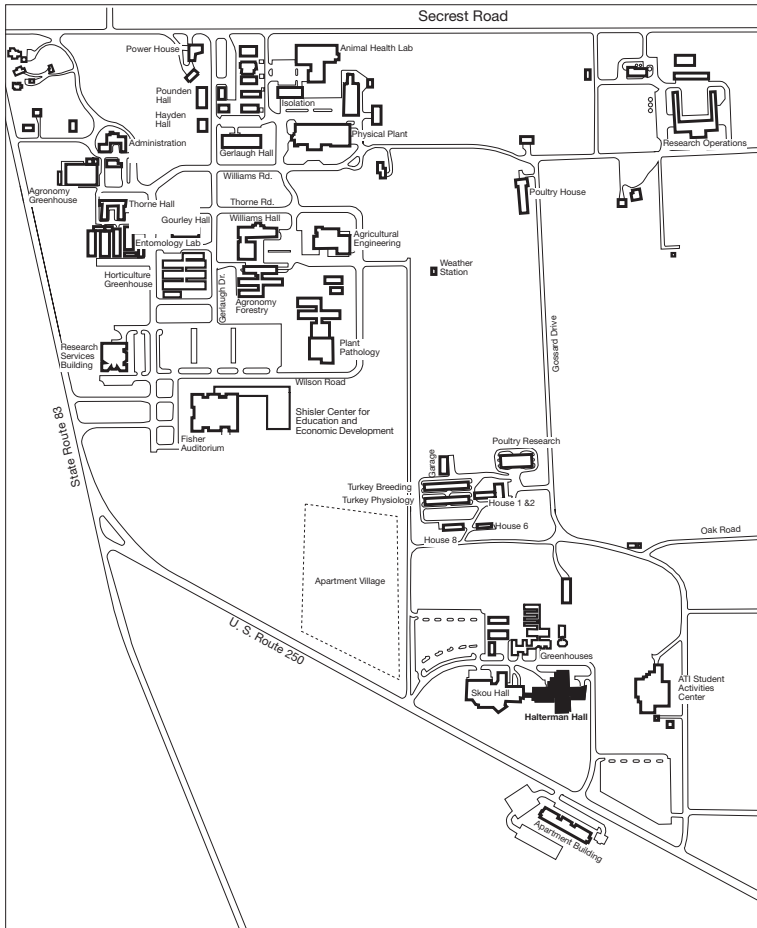 Secrest Road
Power House
Animal Health Lab
Pounden
Hall
Isolation
Hayden
Hall
Physical Plant
Administration
Research Operations
Gerlaugh Hall
Williams Rd.
Agronomy
Greenhouse
Poultry House
Thorne Hall
Thorne Rd.
Gourley Hall
Williams Hall
Agricultural
Engineering
Entomology Lab
Weather
Station
Horticulture
Greenhouse
Gerlaugh Dr.
Agronomy
Forestry
Gossard Drive
Research
Services
Building
Plant
Pathology
Wilson Road
State Route 83
Shisler Center for
Education and
Economic Development
Fisher
Auditorium
Poultry Research
Garage
Turkey Breeding
Turkey Physiology
House 1 &2
House 8
House 6
Oak Road
Apartment Village
U. S. Route 250
Greenhouses
Skou Hall
ATI Student
Activities
Center
Halterman Hall
Apartment Building